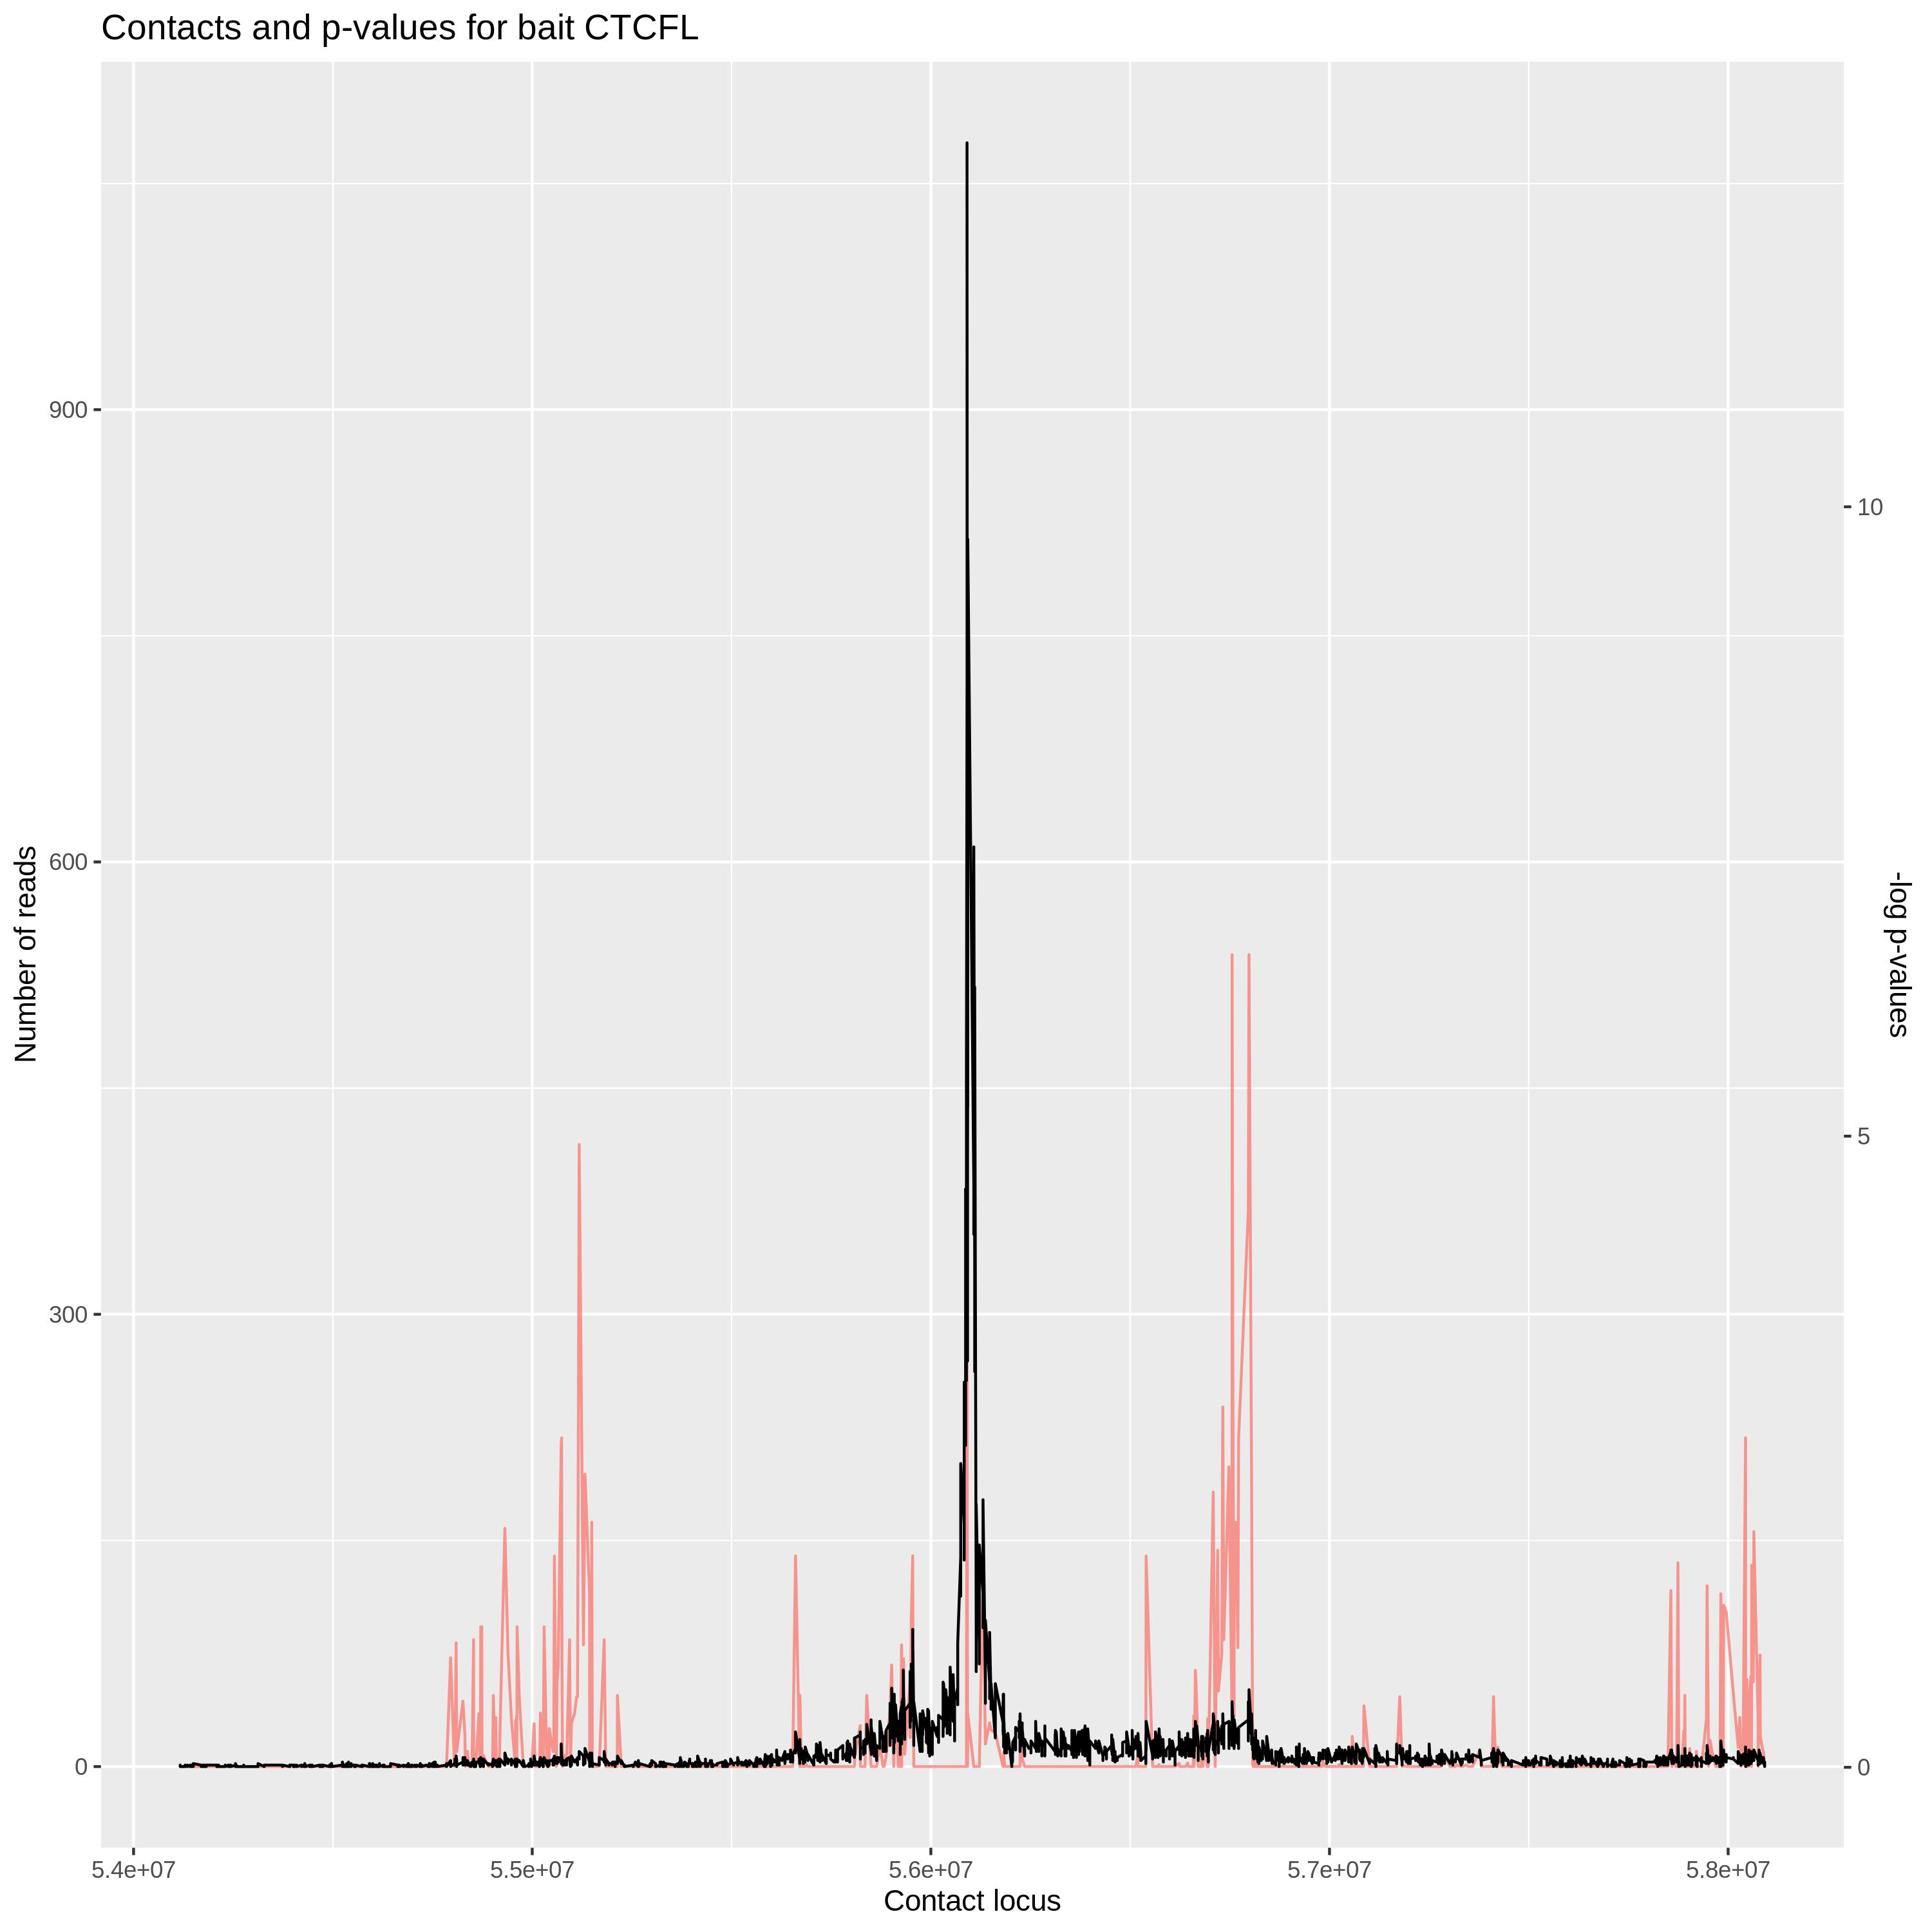 Contacts and p-values for bait CTCFL
900
600
300
0
Number of reads
10
5
0
-log p-values
5.4e+07
5.5e+07
5.6e+07
5.7e+07
5.8e+07
Contact locus